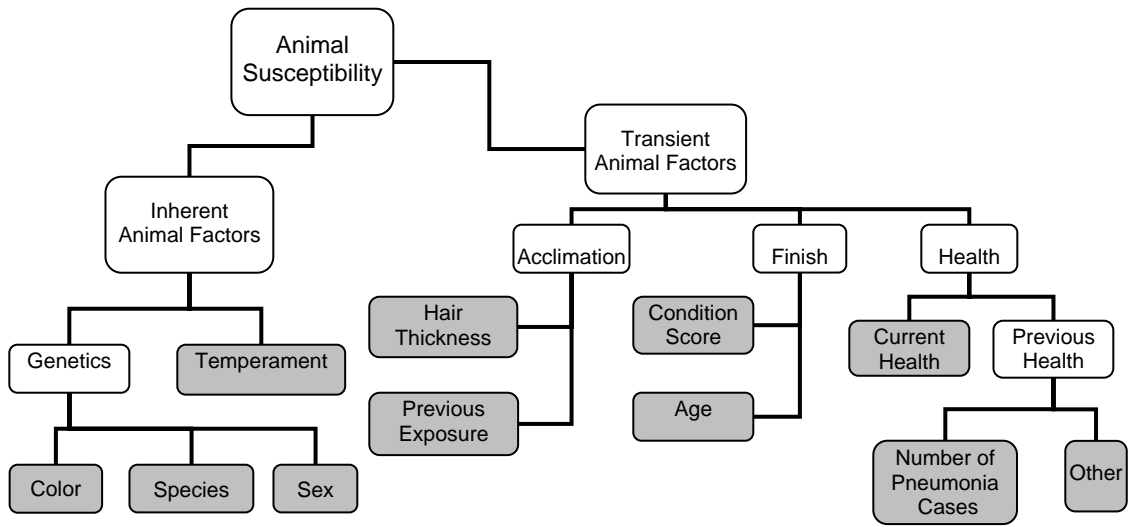 Animal
Susceptibility
Transient
Animal Factors
Inherent
Animal Factors
Acclimation
Finish
Health
Hair
Thickness
Condition
Score
Current
Health
Previous
Health
Genetics
Temperament
Previous
Exposure
Age
Color
Species
Sex
Number of
Pneumonia
Cases
Other